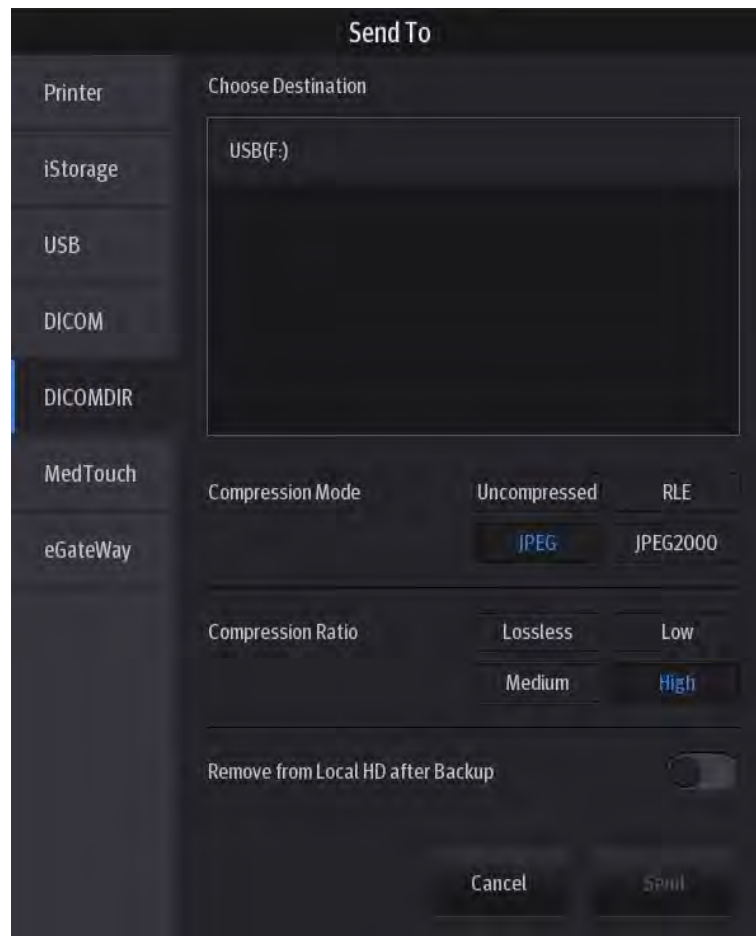 Send To
Printer
iStorage
USB
DICOM
DICOMDIR
MedTouch
eGateWay
Choose Destination
USB(F:)
Compression Mode
Uncompressed
RLE
JPEG
JPEG2000
Compression Ratio
Lossless
Low
Medium
High
Remove from Local HD after Backup
Cancel
Send